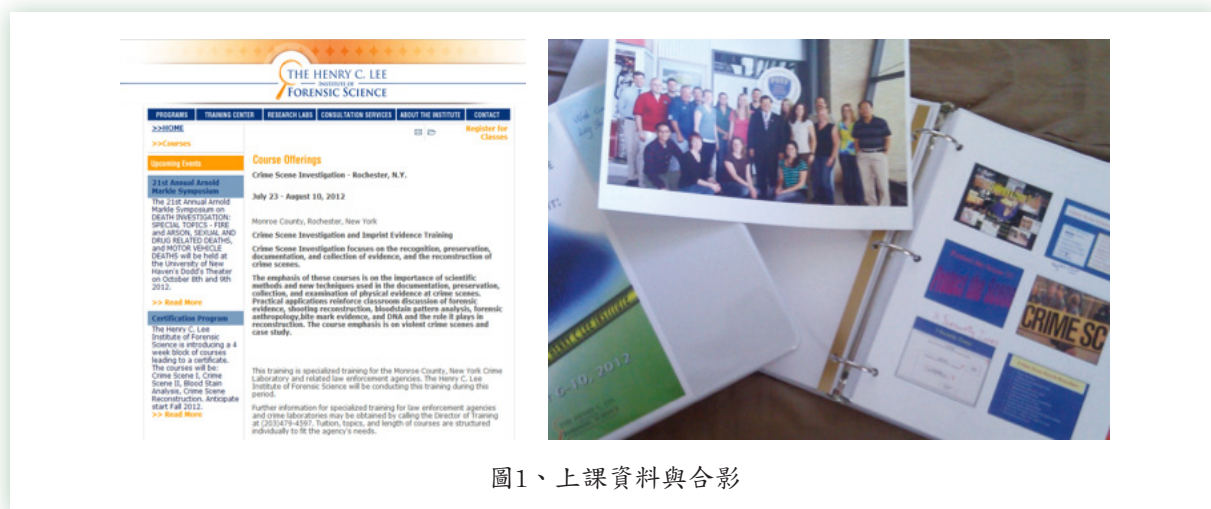 THE HENRY C. LEE
INSTITUTE OF
FORENSIC SCIENCE
PROGRAMS TRAINING CENTER RESEARCH LABS CONSULTATION SERVICES ABOUT THE INSTITUTE CONTACT
>>HOME
>>Courses
Register for
Classes
Upcoming Events
21st Annual Arnold
Markle Symposium
The 21st Annual Arnold
Markle Symposium on
DEATH INVESTIGATION:
SPECIAL TOPICS - FIRE
and ARSON, SEXUAL AND
DRUG RELATED DEATHS,
and MOTOR VEHICLE
DEATHS will be held at
the University of New
Haven's Dodd's Theater
on October 8th and 9th
2012.
>> Read More
Certification Program
The Henry C. Lee
Institute of Forensic
Science is introducing a 4
week block of courses
leading to a certificate.
The courses will be:
Crime Scene I, Crime
Scene II, Blood Stain
Analysis, Crime Scene
Reconstruction. Anticipate
start Fall 2012.
>> Read More
Course Offerings
Crime Scene Investigation - Rochester, N.Y.
July 23 - August 10, 2012
Monroe County, Rochester, New York
Crime Scene Investigation and Imprint Evidence Training
Crime Scene Investigation focuses on the recognition, preservation,
documentation, and collection of evidence, and the reconstruction of
crime scenes.
The emphasis of these courses is on the importance of scientific
methods and new techniques used in the documentation, preservation,
collection, and examination of physical evidence at crime scenes.
Practical applications reinforce classroom discussion of forensic
evidence, shooting reconstruction, bloodstain pattern analysis, forensic
anthropology,bite mark evidence, and DNA and the role it plays in
reconstruction. The course emphasis is on violent crime scenes and
case study.
This training is specialized training for the Monroe County, New York Crime
Laboratory and related law enforcement agencies. The Henry C. Lee
Institute of Forensic Science will be conducting this training during this
period.
Further information for specialized training for law enforcement agencies
and crime laboratories may be obtained by calling the Director of Training
at (203)479-4597. Tuition, topics, and length of courses are structured
individually to fit the agency's needs.
C LEE INSTITUTE
6-10, 2012
CRIME SC
圖1、上課資料與合影